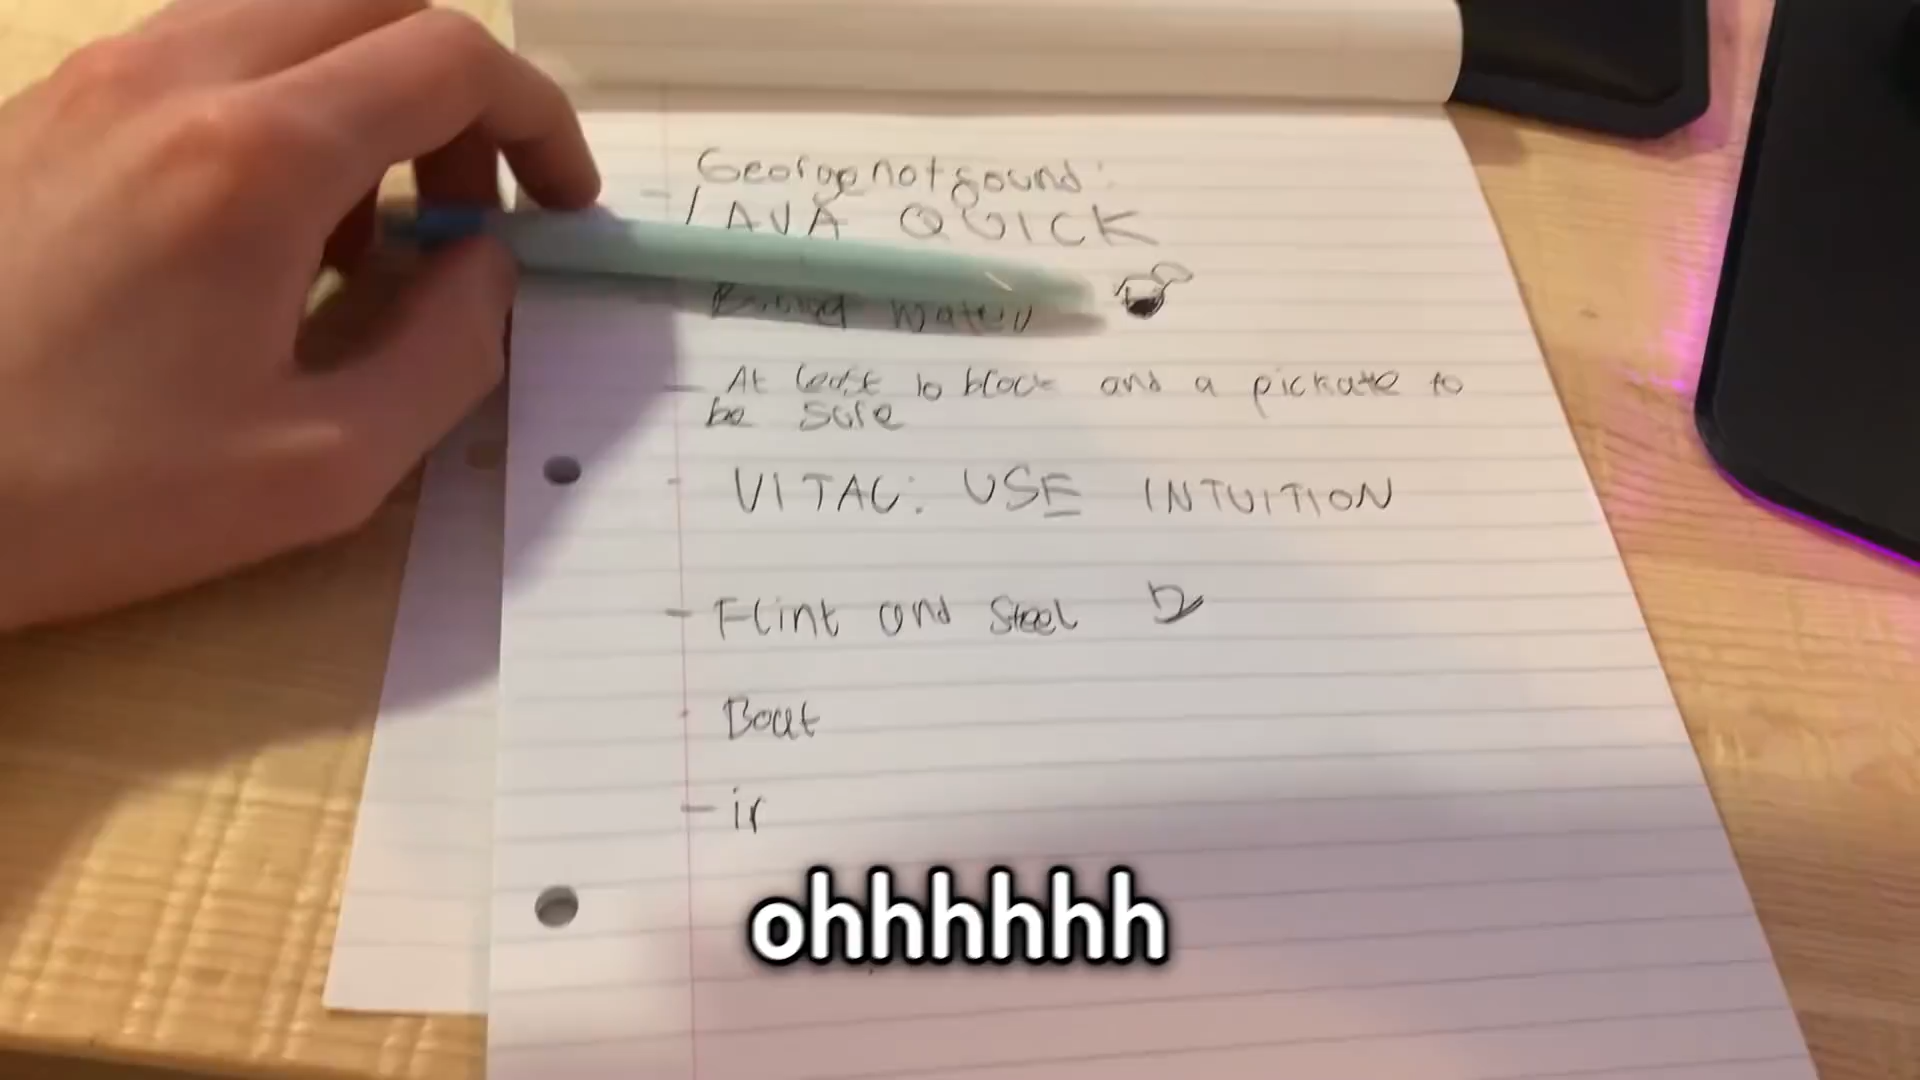 Georgenotfound:
LAVA QUICK
water
- At least 10 block and a pickaxe to
be safe
- VITAL: USE INTUITION
- Flint and Steel
- Boat
- ir
ohhhhhh